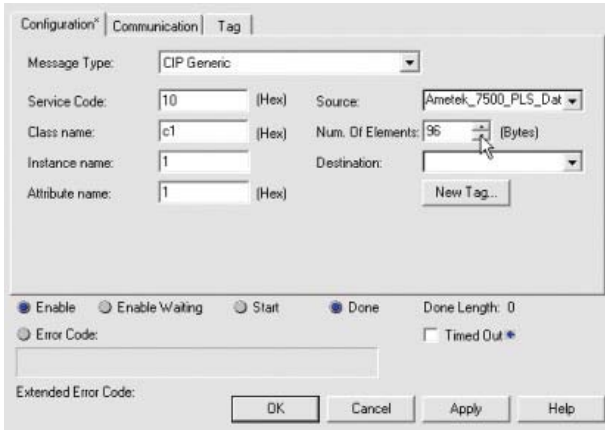 Configuration* Communication Tag
Message Type: CIP Generic
Service Code: 10 (Hex) Source: Ametek_7500_PLS_Dat
Class name: c1 (Hex) Num. Of Elements: 96 (Bytes)
Instance name: 1 Destination:
Attribute name: 1 (Hex) New Tag...
Enable Enable Waiting Start Done Done Length: 0
Error Code: Timed Out
Extended Error Code:
OK Cancel Apply Help